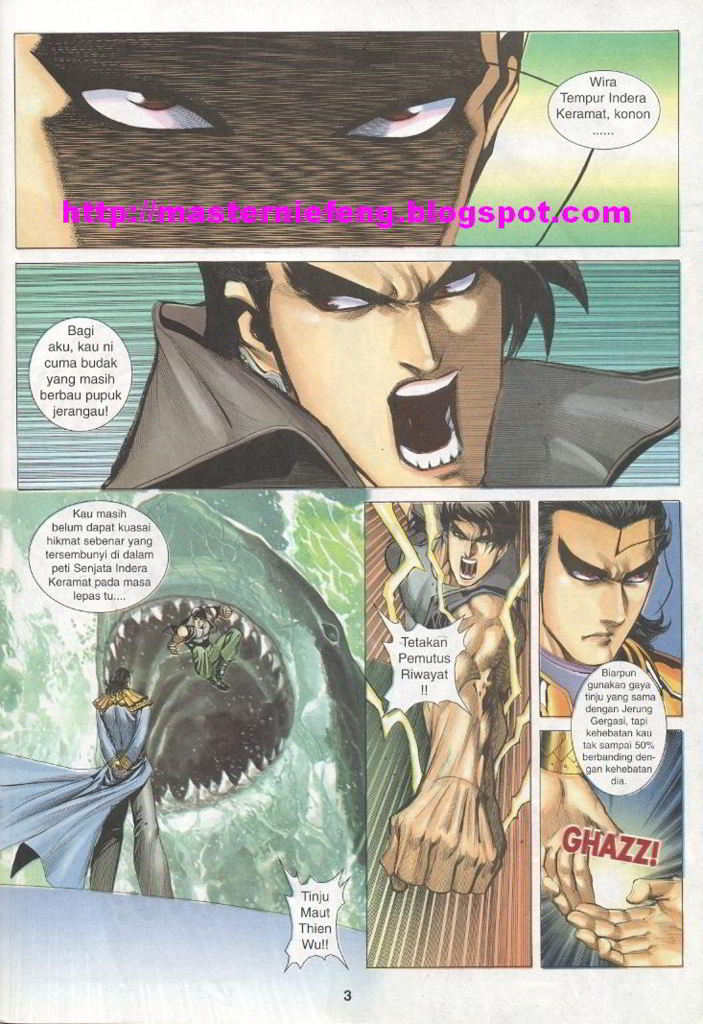 Wira
Tempur Indera
Keramat, konon
......
http://masterniefeng.blogspot.com
Bagi
aku, kau ni
cuma budak
yang masih
berbau pupuk
jerangau!
Kau masih
belum dapat kuasai
hikmat sebenar yang
tersembunyi di dalam
peti Senjata Indera
Keramat pada masa
lepas tu....
Tinju
Maut
Thien
Wu!!
Tetakan
Pemutus
Riwayat
!!
Biarpun
gunakan gaya
tinju yang sama
dengan Jerung
Gergasi, tapi
kehebatan kau
tak sampai 50%
berbanding de-
ngan kehebatan
dia.
GHAZZ!
3